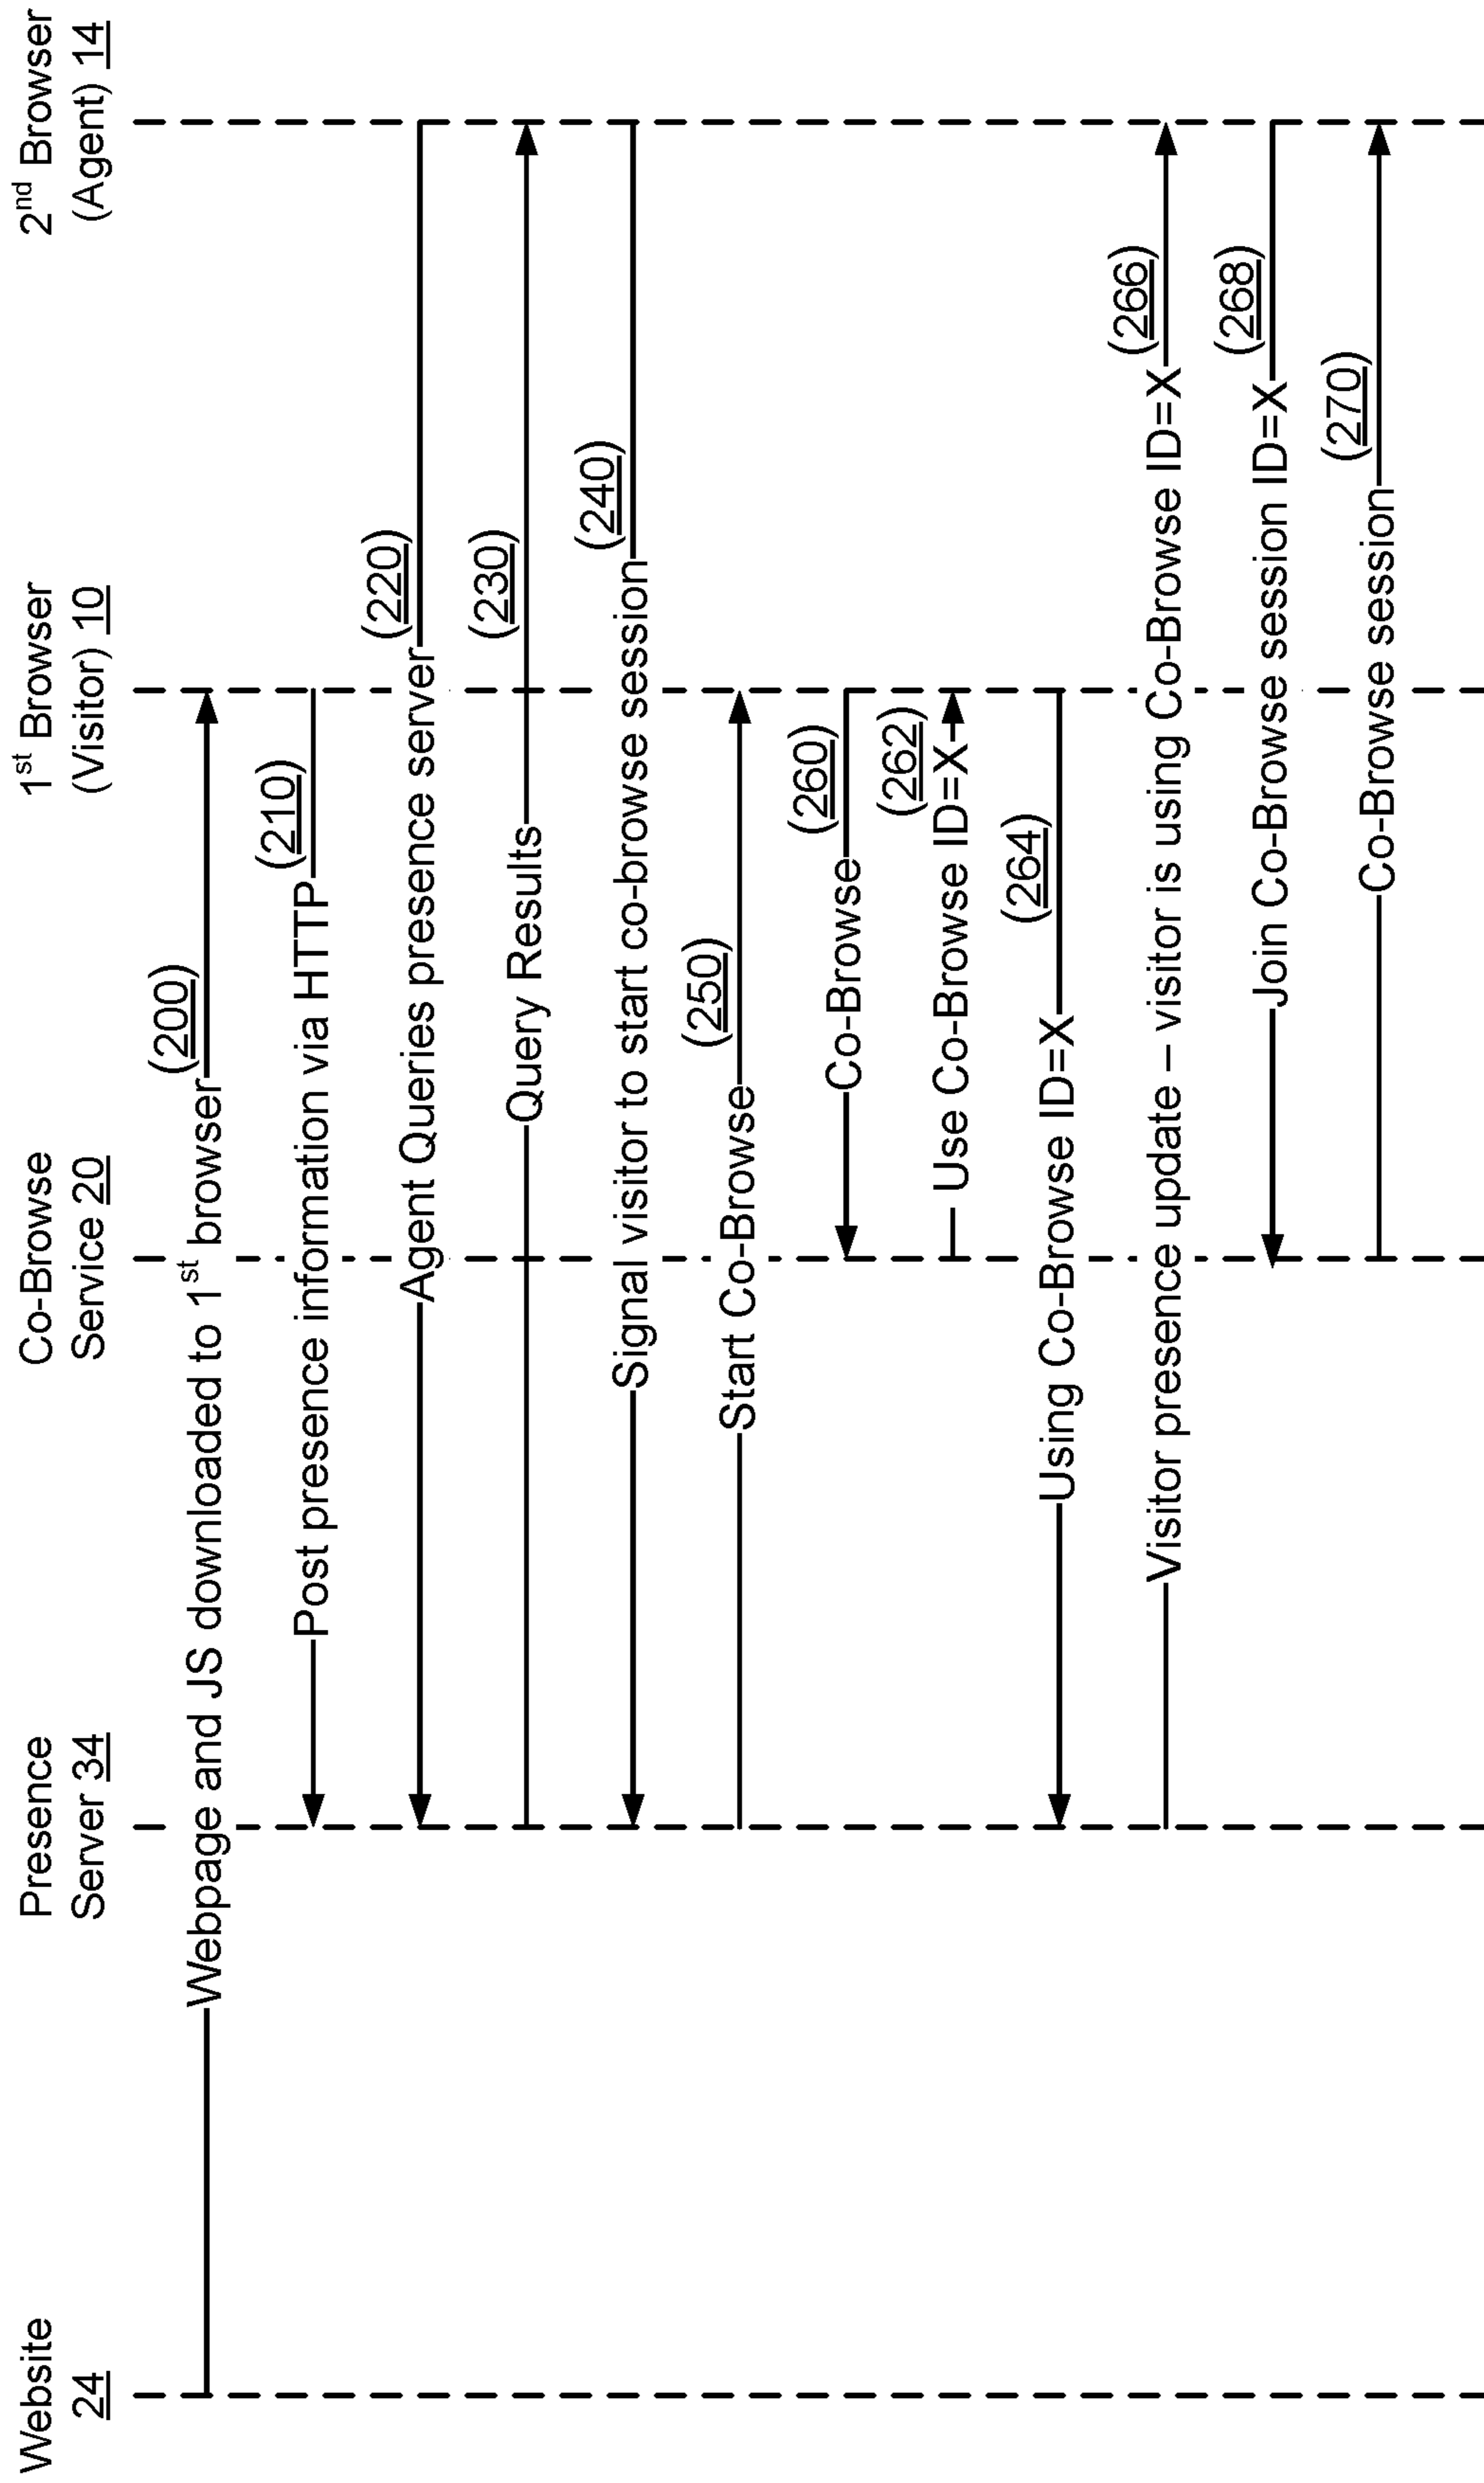 Website
24
Presence
Server 34
Co-Browse
Service 20
1st Browser
(Visitor) 10
2nd Browser
(Agent) 14
Webpage and JS downloaded to 1st browser
(200)
Post presence information via HTTP
(210)
Agent Queries presence server
(220)
Query Results
(230)
Signal visitor to start co-browse session
(240)
Start Co-Browse
(250)
Co-Browse
(260)
Use Co-Browse ID=X
(262)
Using Co-Browse ID=X
(264)
Visitor presence update – visitor is using Co-Browse ID=X
(266)
Join Co-Browse session ID=X
(268)
Co-Browse session
(270)